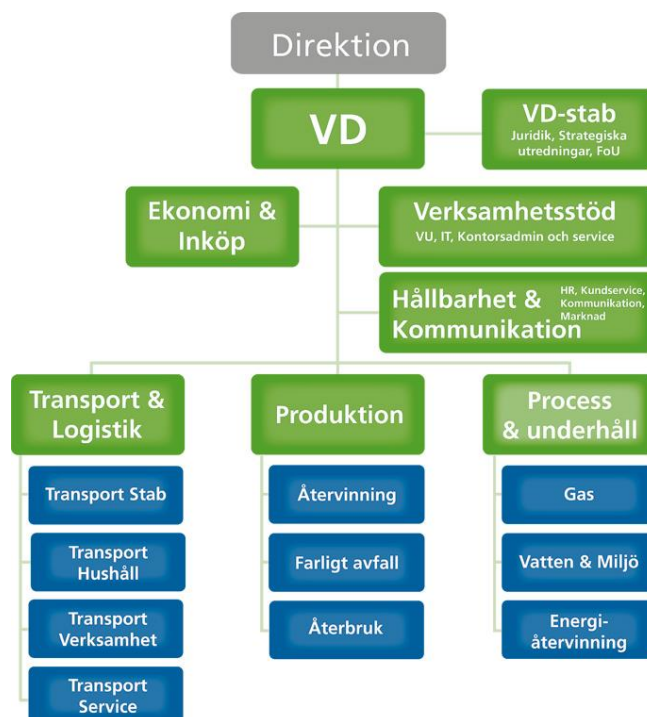 Direktion
VD
VD-stab
Juridik, Strategiska
utredningar, FoU
Ekonomi &
Inköp
Verksamhetsstöd
VU, IT, Kontorsadmin och service
Hållbarhet &
Kommunikation
HR, Kundservice,
Kommunikation,
Marknad
Transport &
Logistik
Transport Stab
Transport
Hushåll
Transport
Verksamhet
Transport
Service
Produktion
Återvinning
Farligt avfall
Återbruk
Process
& underhåll
Gas
Vatten & Miljö
Energi-
återvinning